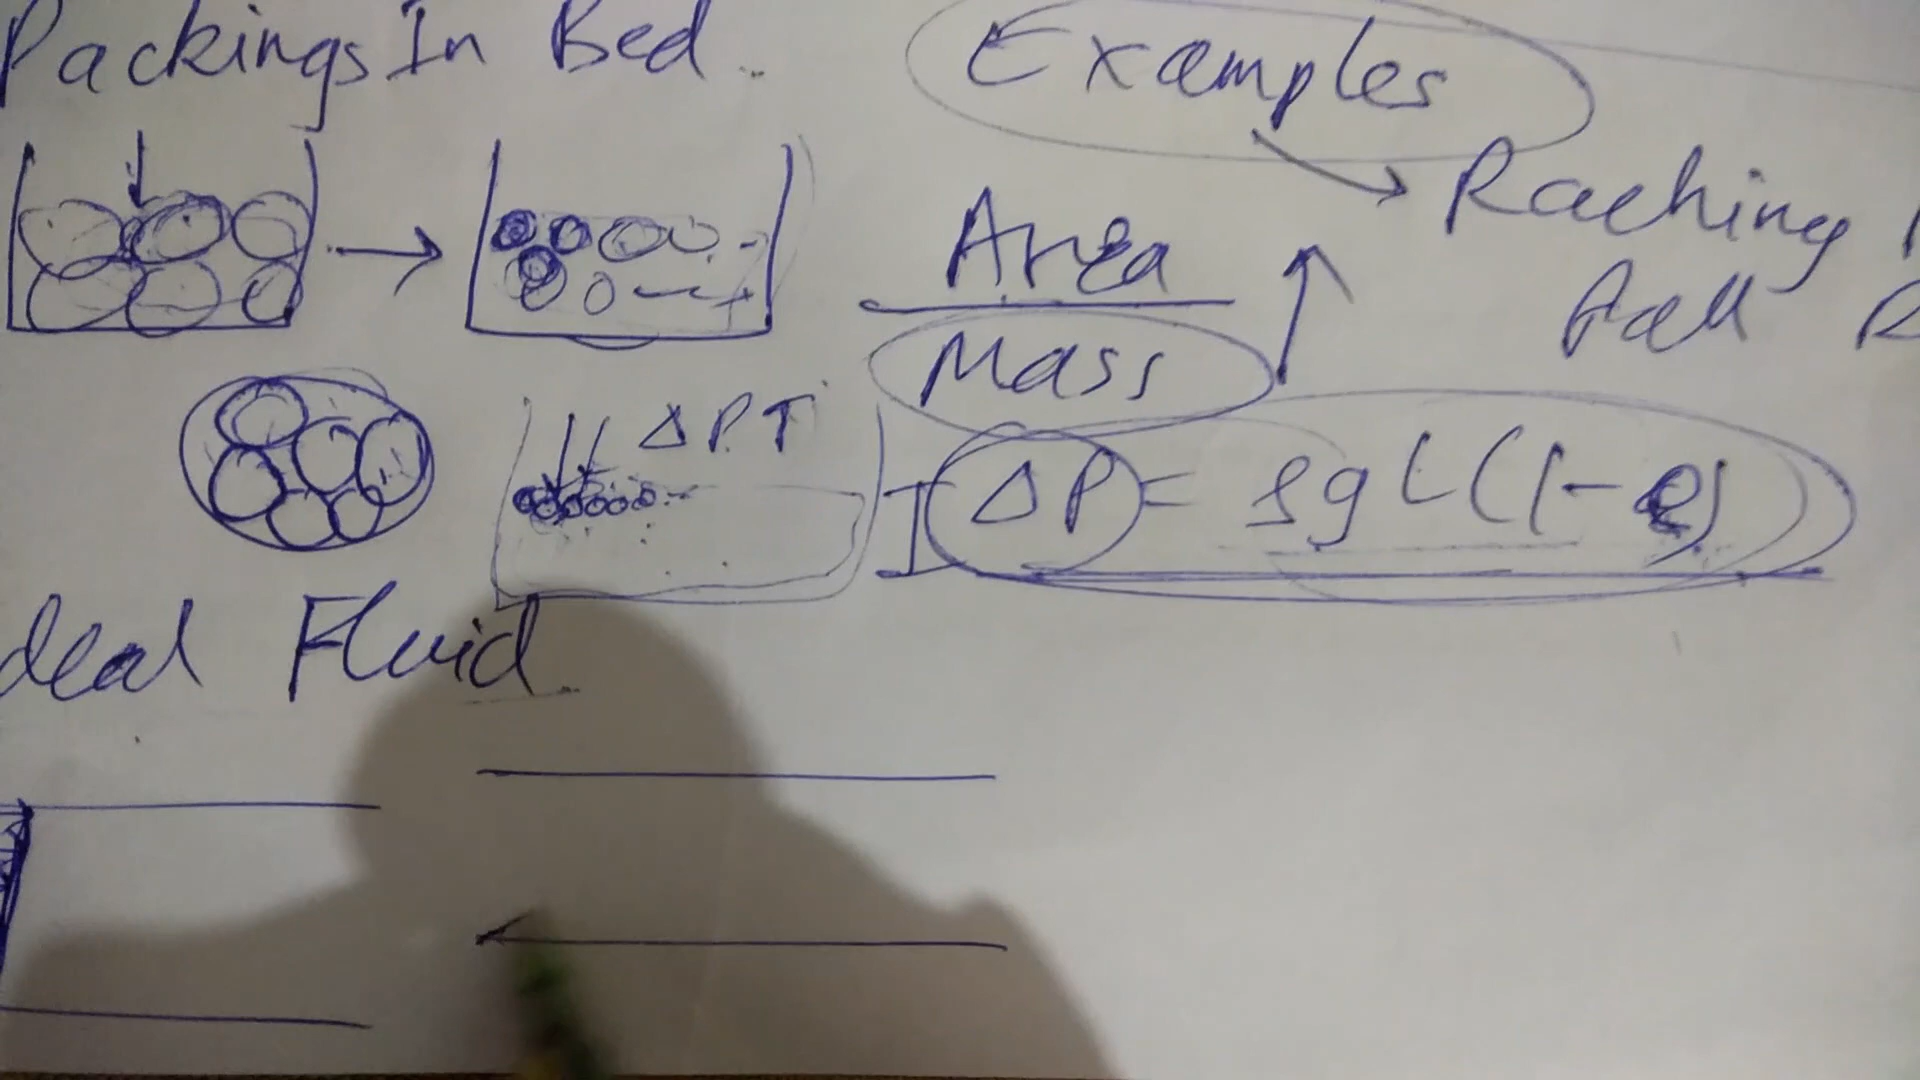 Packings In Bed
Examples
Raching
Area
Mass
ΔP
ΔP = ρgL(1-e)
deal Fluid